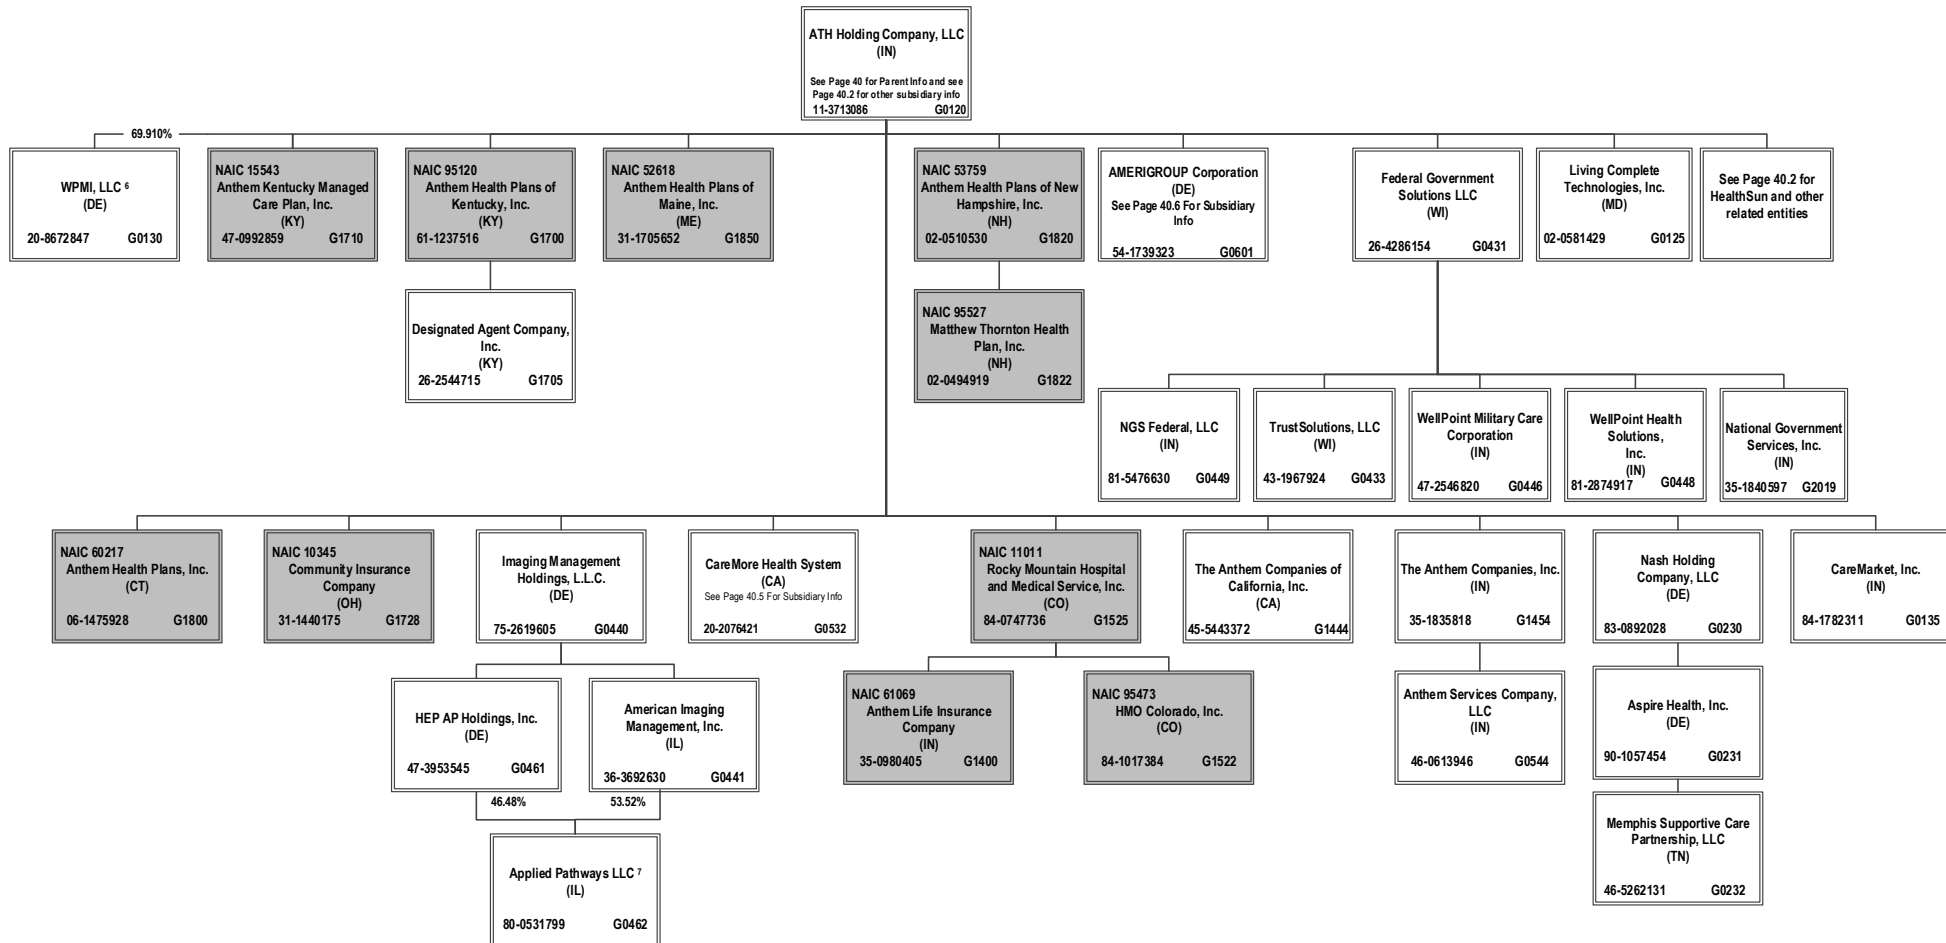 ATH Holding Company, LLC
(IN)
See Page 40 for Parent Info and see
Page 40.2 for other subsidiary info
11-3713086 G0120
69.910%
WPMI, LLC ⁶
(DE)
20-8672847 G0130
NAIC 15543
Anthem Kentucky Managed
Care Plan, Inc.
(KY)
47-0992859 G1710
NAIC 95120
Anthem Health Plans of
Kentucky, Inc.
(KY)
61-1237516 G1700
NAIC 52618
Anthem Health Plans of
Maine, Inc.
(ME)
31-1705652 G1850
NAIC 53759
Anthem Health Plans of New
Hampshire, Inc.
(NH)
02-0510530 G1820
AMERIGROUP Corporation
(DE)
See Page 40.6 For Subsidiary
Info
54-1739323 G0601
Federal Government
Solutions LLC
(WI)
26-4286154 G0431
Living Complete
Technologies, Inc.
(MD)
02-0581429 G0125
See Page 40.2 for
HealthSun and other
related entities
Designated Agent Company,
Inc.
(KY)
26-2544715 G1705
NAIC 95527
Matthew Thornton Health
Plan, Inc.
(NH)
02-0494919 G1822
NGS Federal, LLC
(IN)
81-5476630 G0449
TrustSolutions, LLC
(WI)
43-1967924 G0433
WellPoint Military Care
Corporation
(IN)
47-2546820 G0446
WellPoint Health
Solutions,
Inc.
(IN)
81-2874917 G0448
National Government
Services, Inc.
(IN)
35-1840597 G2019
NAIC 60217
Anthem Health Plans, Inc.
(CT)
06-1475928 G1800
NAIC 10345
Community Insurance
Company
(OH)
31-1440175 G1728
Imaging Management
Holdings, L.L.C.
(DE)
75-2619605 G0440
CareMore Health System
(CA)
See Page 40.5 For Subsidiary Info
20-2076421 G0532
NAIC 11011
Rocky Mountain Hospital
and Medical Service, Inc.
(CO)
84-0747736 G1525
The Anthem Companies of
California, Inc.
(CA)
45-5443372 G1444
The Anthem Companies, Inc.
(IN)
35-1835818 G1454
Nash Holding
Company, LLC
(DE)
83-0892028 G0230
CareMarket, Inc.
(IN)
84-1782311 G0135
HEP AP Holdings, Inc.
(DE)
47-3953545 G0461
American Imaging
Management, Inc.
(IL)
36-3692630 G0441
NAIC 61069
Anthem Life Insurance
Company
(IN)
35-0980405 G1400
NAIC 95473
HMO Colorado, Inc.
(CO)
84-1017384 G1522
Anthem Services Company,
LLC
(IN)
46-0613946 G0544
Aspire Health, Inc.
(DE)
90-1057454 G0231
46.48% 53.52%
Applied Pathways LLC ⁷
(IL)
80-0531799 G0462
Memphis Supportive Care
Partnership, LLC
(TN)
46-5262131 G0232